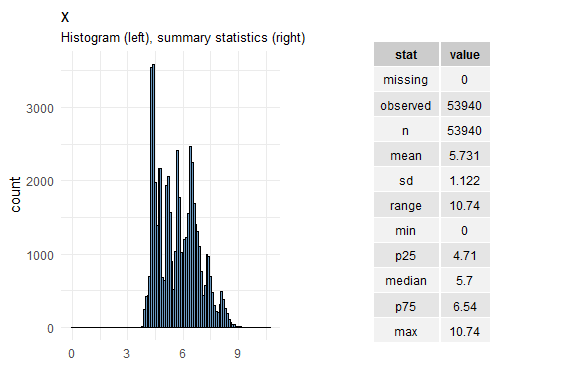 x
Histogram (left), summary statistics (right)
count
3000
2000
1000
0
0 3 6 9
stat value
missing 0
observed 53940
n 53940
mean 5.731
sd 1.122
range 10.74
min 0
p25 4.71
median 5.7
p75 6.54
max 10.74